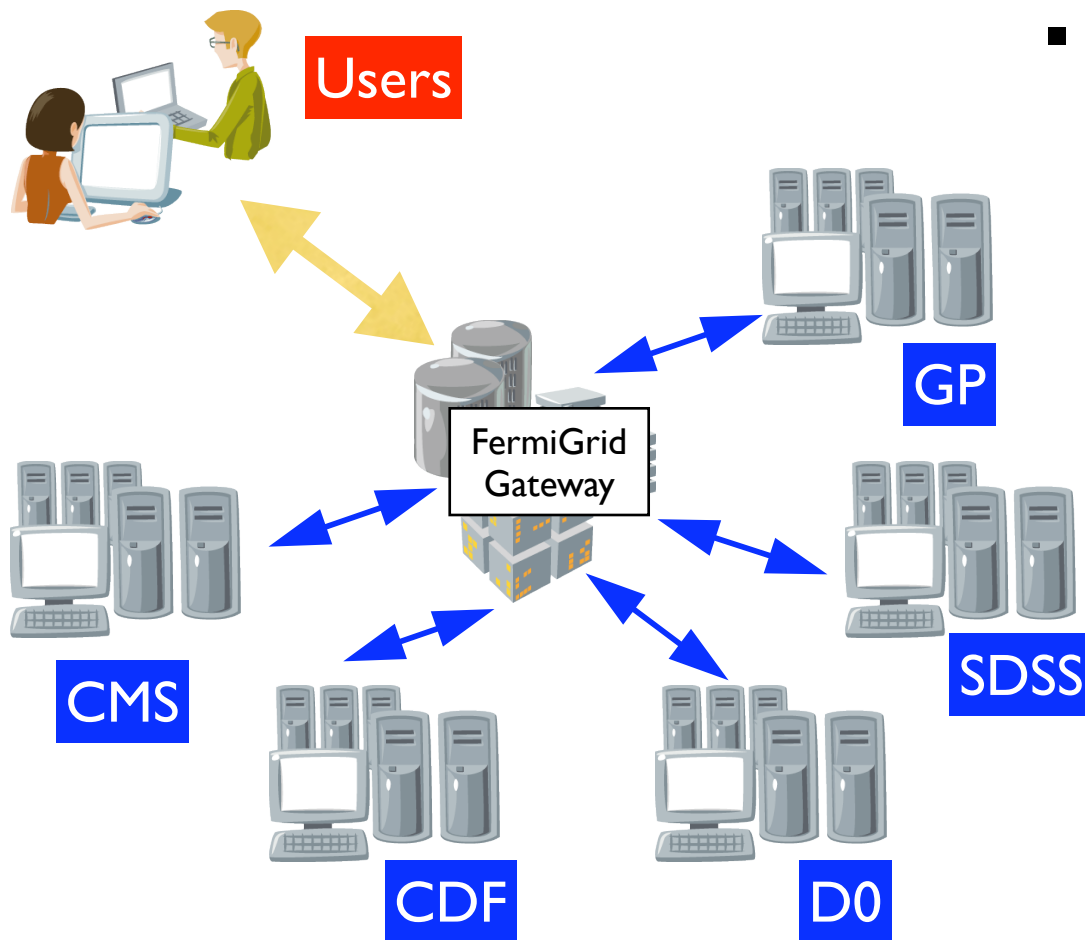 Users
GP
FermiGrid
Gateway
SDSS
CMS
CDF
D0